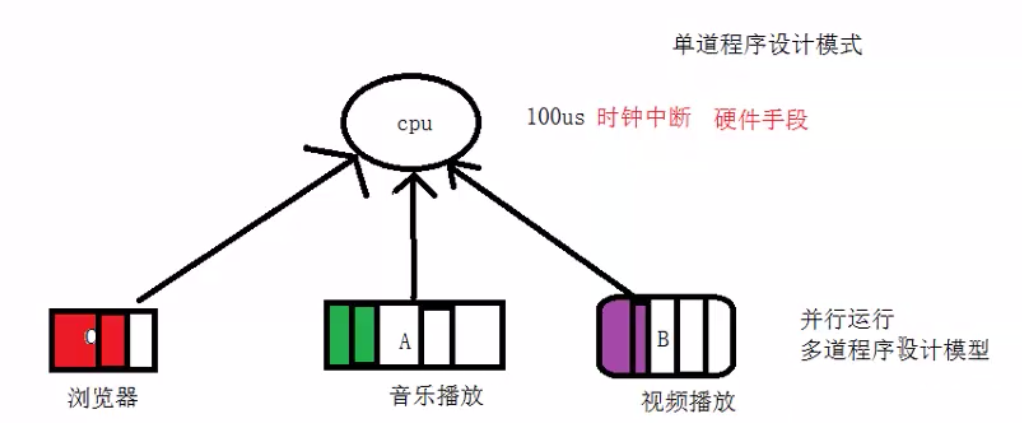 单道程序设计模式
cpu
100us 时钟中断 硬件手段
A
B
并行运行
多道程序设计模型
浏览器
音乐播放
视频播放